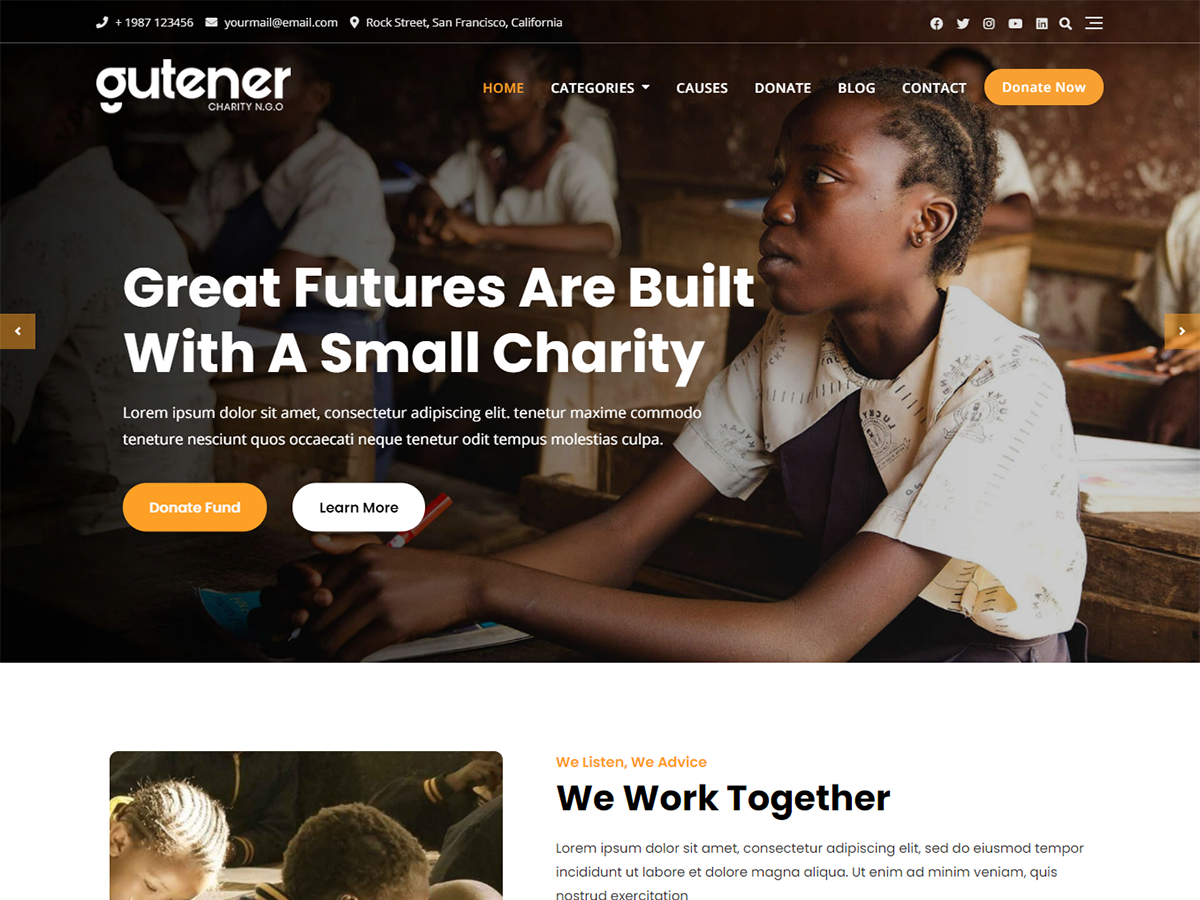 + 1987 123456 yourmail@email.com Rock Street, San Francisco, California
gutener
CHARITY N.G.O
HOME CATEGORIES CAUSES DONATE BLOG CONTACT Donate Now
Great Futures Are Built
With A Small Charity
Lorem ipsum dolor sit amet, consectetur adipiscing elit. tenetur maxime commodo
teneture nesciunt quos occaecati neque tenetur odit tempus molestias culpa.
Donate Fund Learn More
LUCKY
We Listen, We Advice
We Work Together
Lorem ipsum dolor sit amet, consectetur adipiscing elit, sed do eiusmod tempor
incididunt ut labore et dolore magna aliqua. Ut enim ad minim veniam, quis
nostrud exercitation